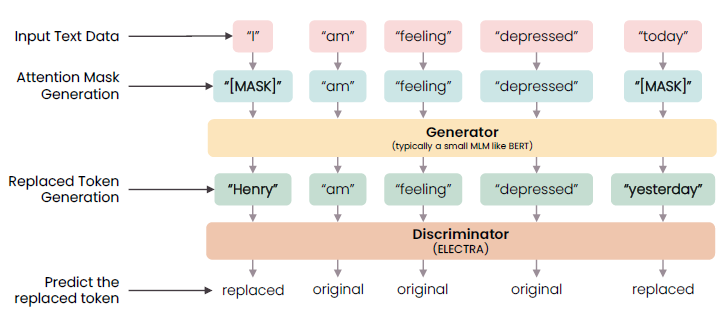 Input Text Data “I” “am” “feeling” “depressed” “today”
Attention Mask
Generation
“[MASK]” “am” “feeling” “depressed” “[MASK]”
Generator
(typically a small MLM like BERT)
Replaced Token
Generation
“Henry” “am” “feeling” “depressed” “yesterday”
Discriminator
(ELECTRA)
Predict the
replaced token
replaced original original original replaced